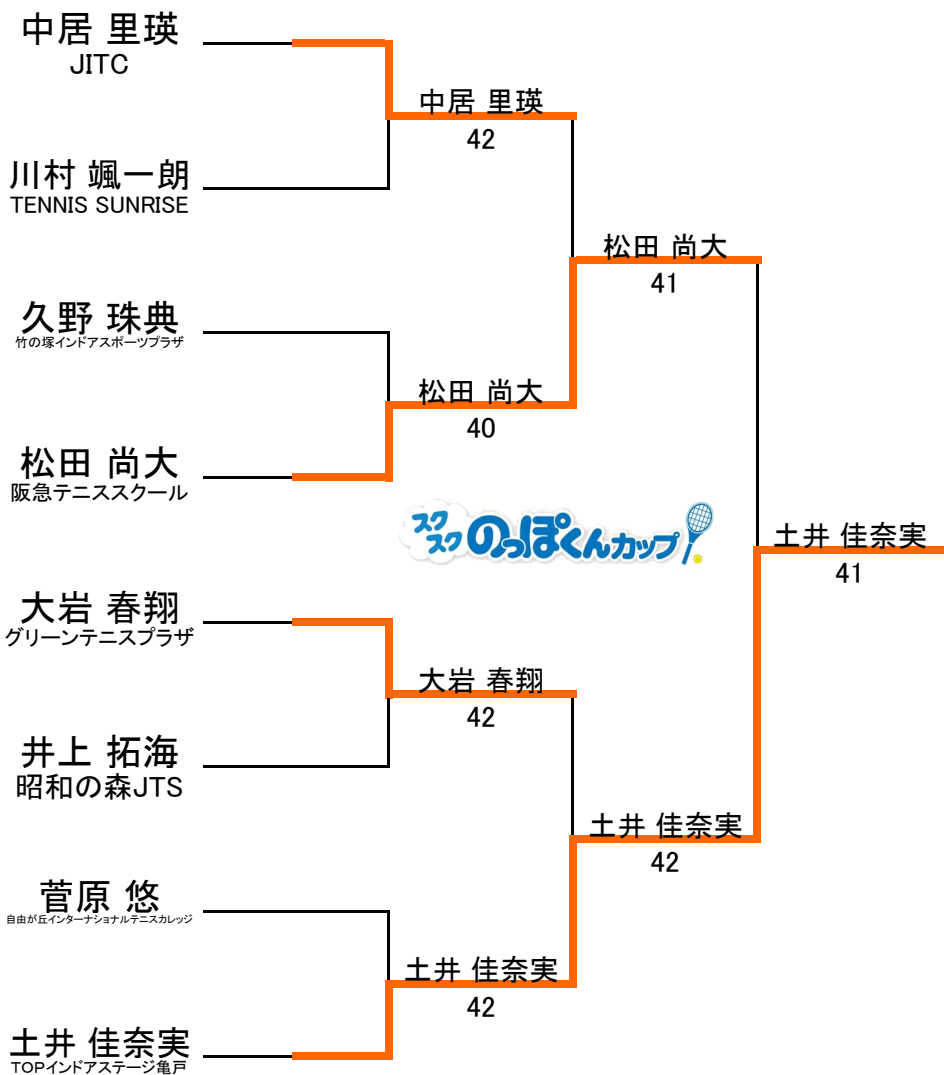 中居 里瑛
JITC
中居 里瑛
42
川村 颯一朗
TENNIS SUNRISE
松田 尚大
41
久野 珠典
竹の塚インドアスポーツプラザ
松田 尚大
40
松田 尚大
阪急テニススクール
スク
スク のっぽくんカップ
土井 佳奈実
41
大岩 春翔
グリーンテニスプラザ
大岩 春翔
42
井上 拓海
昭和の森JTS
土井 佳奈実
42
菅原 悠
自由が丘インターナショナルテニスカレッジ
土井 佳奈実
42
土井 佳奈実
TOPインドアステージ亀戸